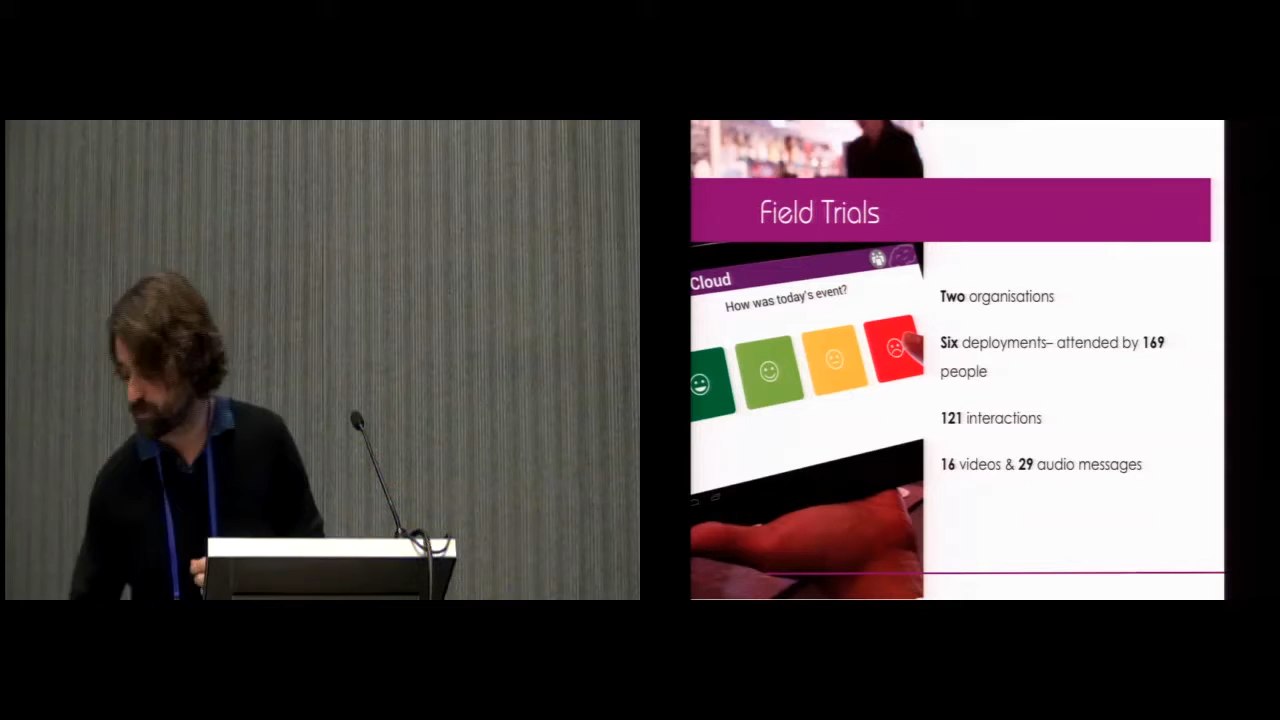 Field Trials
Cloud
How was today's event?
Two organisations
Six deployments– attended by 169
people
121 interactions
16 videos & 29 audio messages